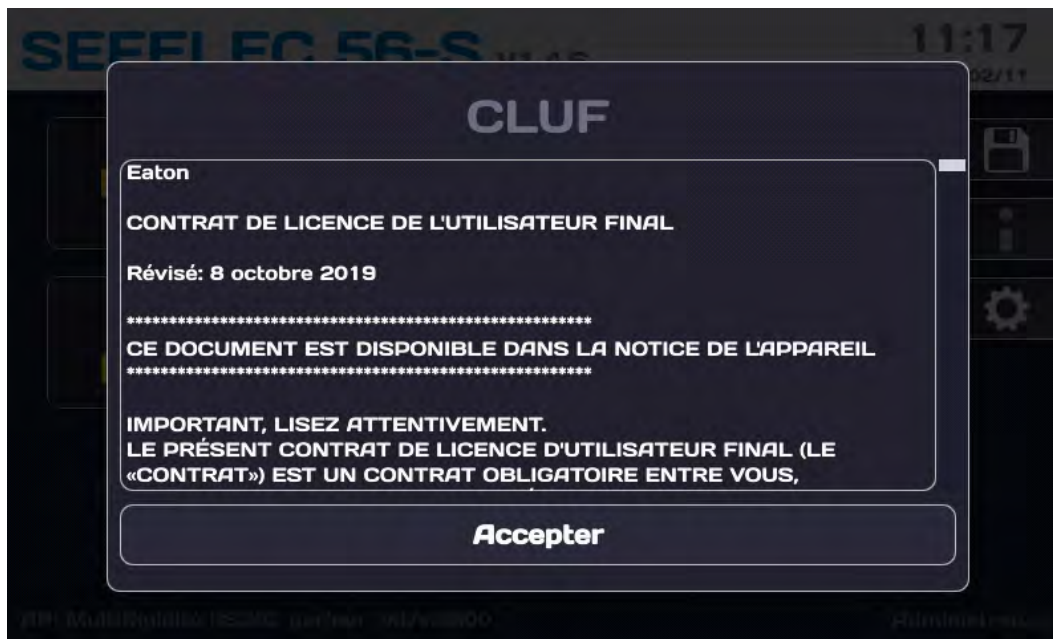 SEFELEC 56-S
11:17
02/11
CLUF
Eaton
CONTRAT DE LICENCE DE L'UTILISATEUR FINAL
Révisé: 8 octobre 2019
*******************************************************
CE DOCUMENT EST DISPONIBLE DANS LA NOTICE DE L'APPAREIL
*******************************************************
IMPORTANT, LISEZ ATTENTIVEMENT.
LE PRÉSENT CONTRAT DE LICENCE D'UTILISATEUR FINAL (LE
«CONTRAT») EST UN CONTRAT OBLIGATOIRE ENTRE VOUS,
Accepter